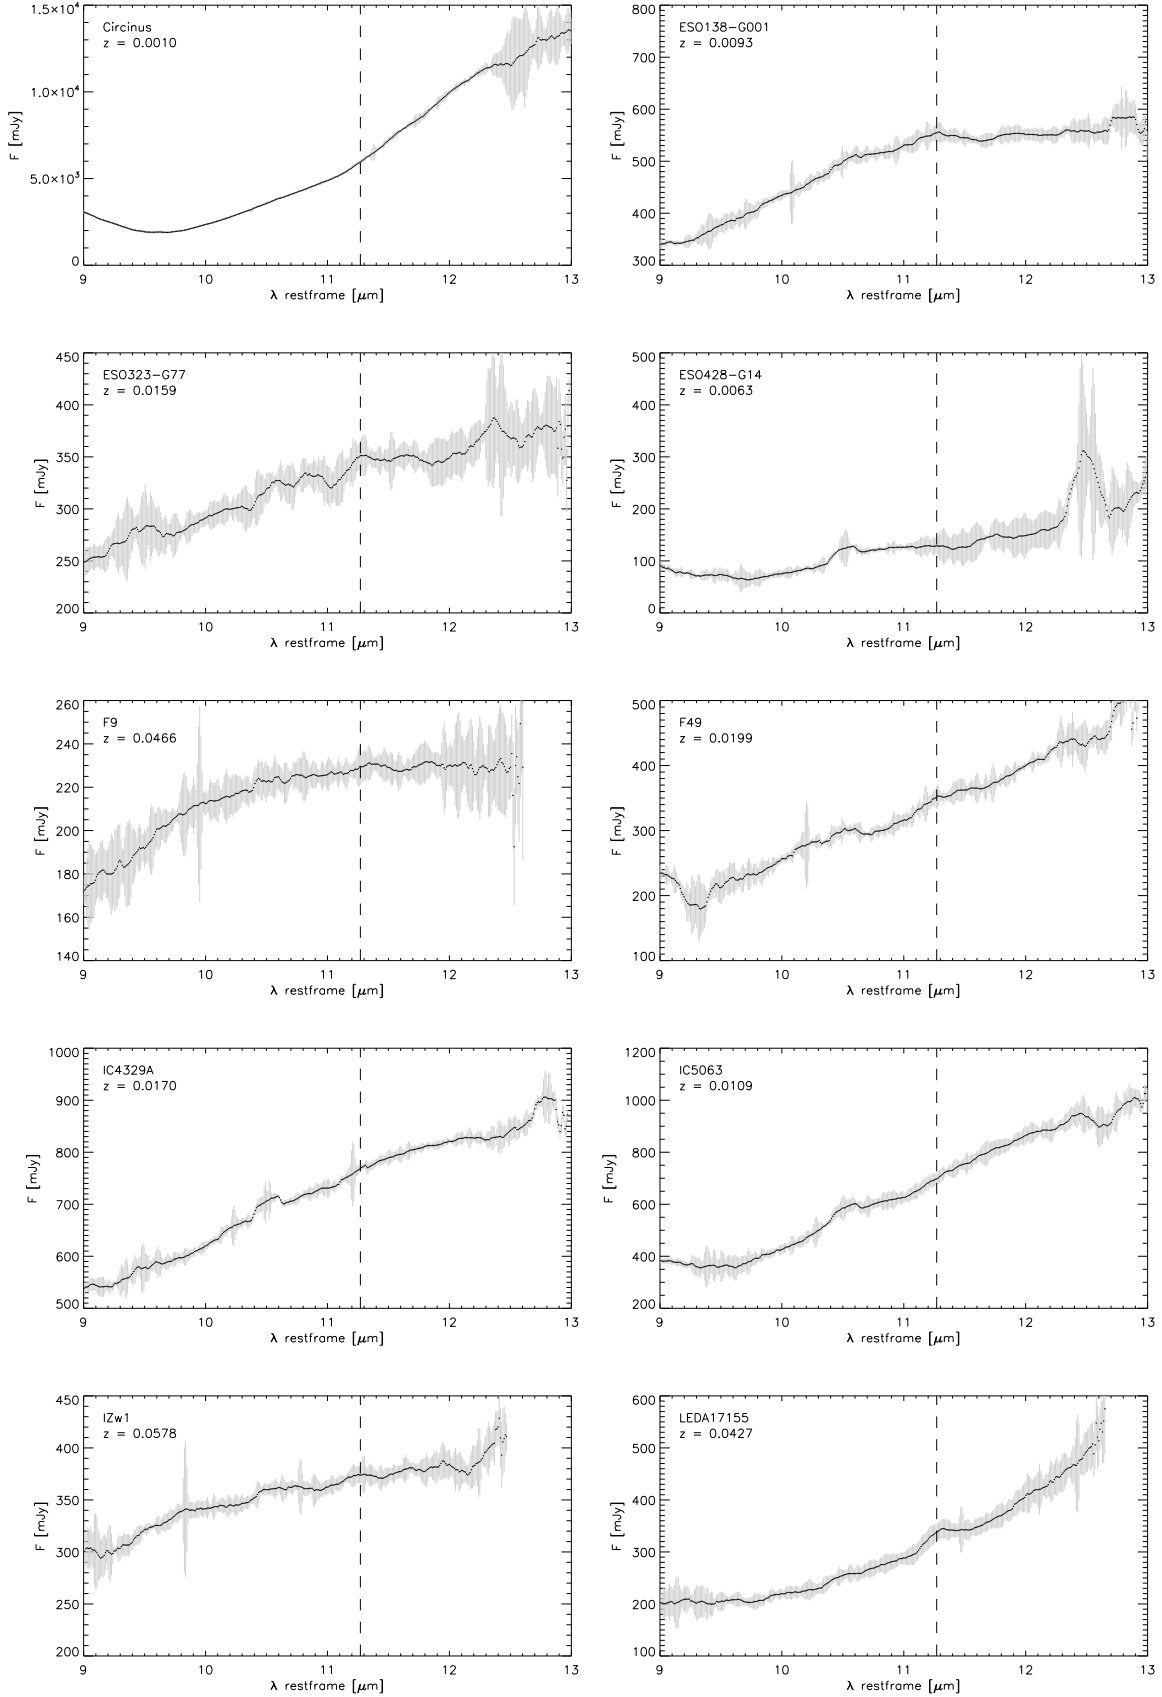 Circinus
z = 0.0010
1.5×10⁴
1.0×10⁴
5.0×10³
0
F [mJy]
9 10 11 12 13
λ restframe [μm]
ESO138-G001
z = 0.0093
800
700
600
500
400
300
F [mJy]
9 10 11 12 13
λ restframe [μm]
ESO323-G77
z = 0.0159
450
400
350
300
250
200
F [mJy]
9 10 11 12 13
λ restframe [μm]
ESO428-G14
z = 0.0063
500
400
300
200
100
0
F [mJy]
9 10 11 12 13
λ restframe [μm]
F9
z = 0.0466
260
240
220
200
180
160
140
F [mJy]
9 10 11 12 13
λ restframe [μm]
F49
z = 0.0199
500
400
300
200
100
F [mJy]
9 10 11 12 13
λ restframe [μm]
IC4329A
z = 0.0170
1000
900
800
700
600
500
F [mJy]
9 10 11 12 13
λ restframe [μm]
IC5063
z = 0.0109
1200
1000
800
600
400
200
F [mJy]
9 10 11 12 13
λ restframe [μm]
IZw1
z = 0.0578
450
400
350
300
250
200
F [mJy]
9 10 11 12 13
λ restframe [μm]
LEDA17155
z = 0.0427
600
500
400
300
200
100
F [mJy]
9 10 11 12 13
λ restframe [μm]